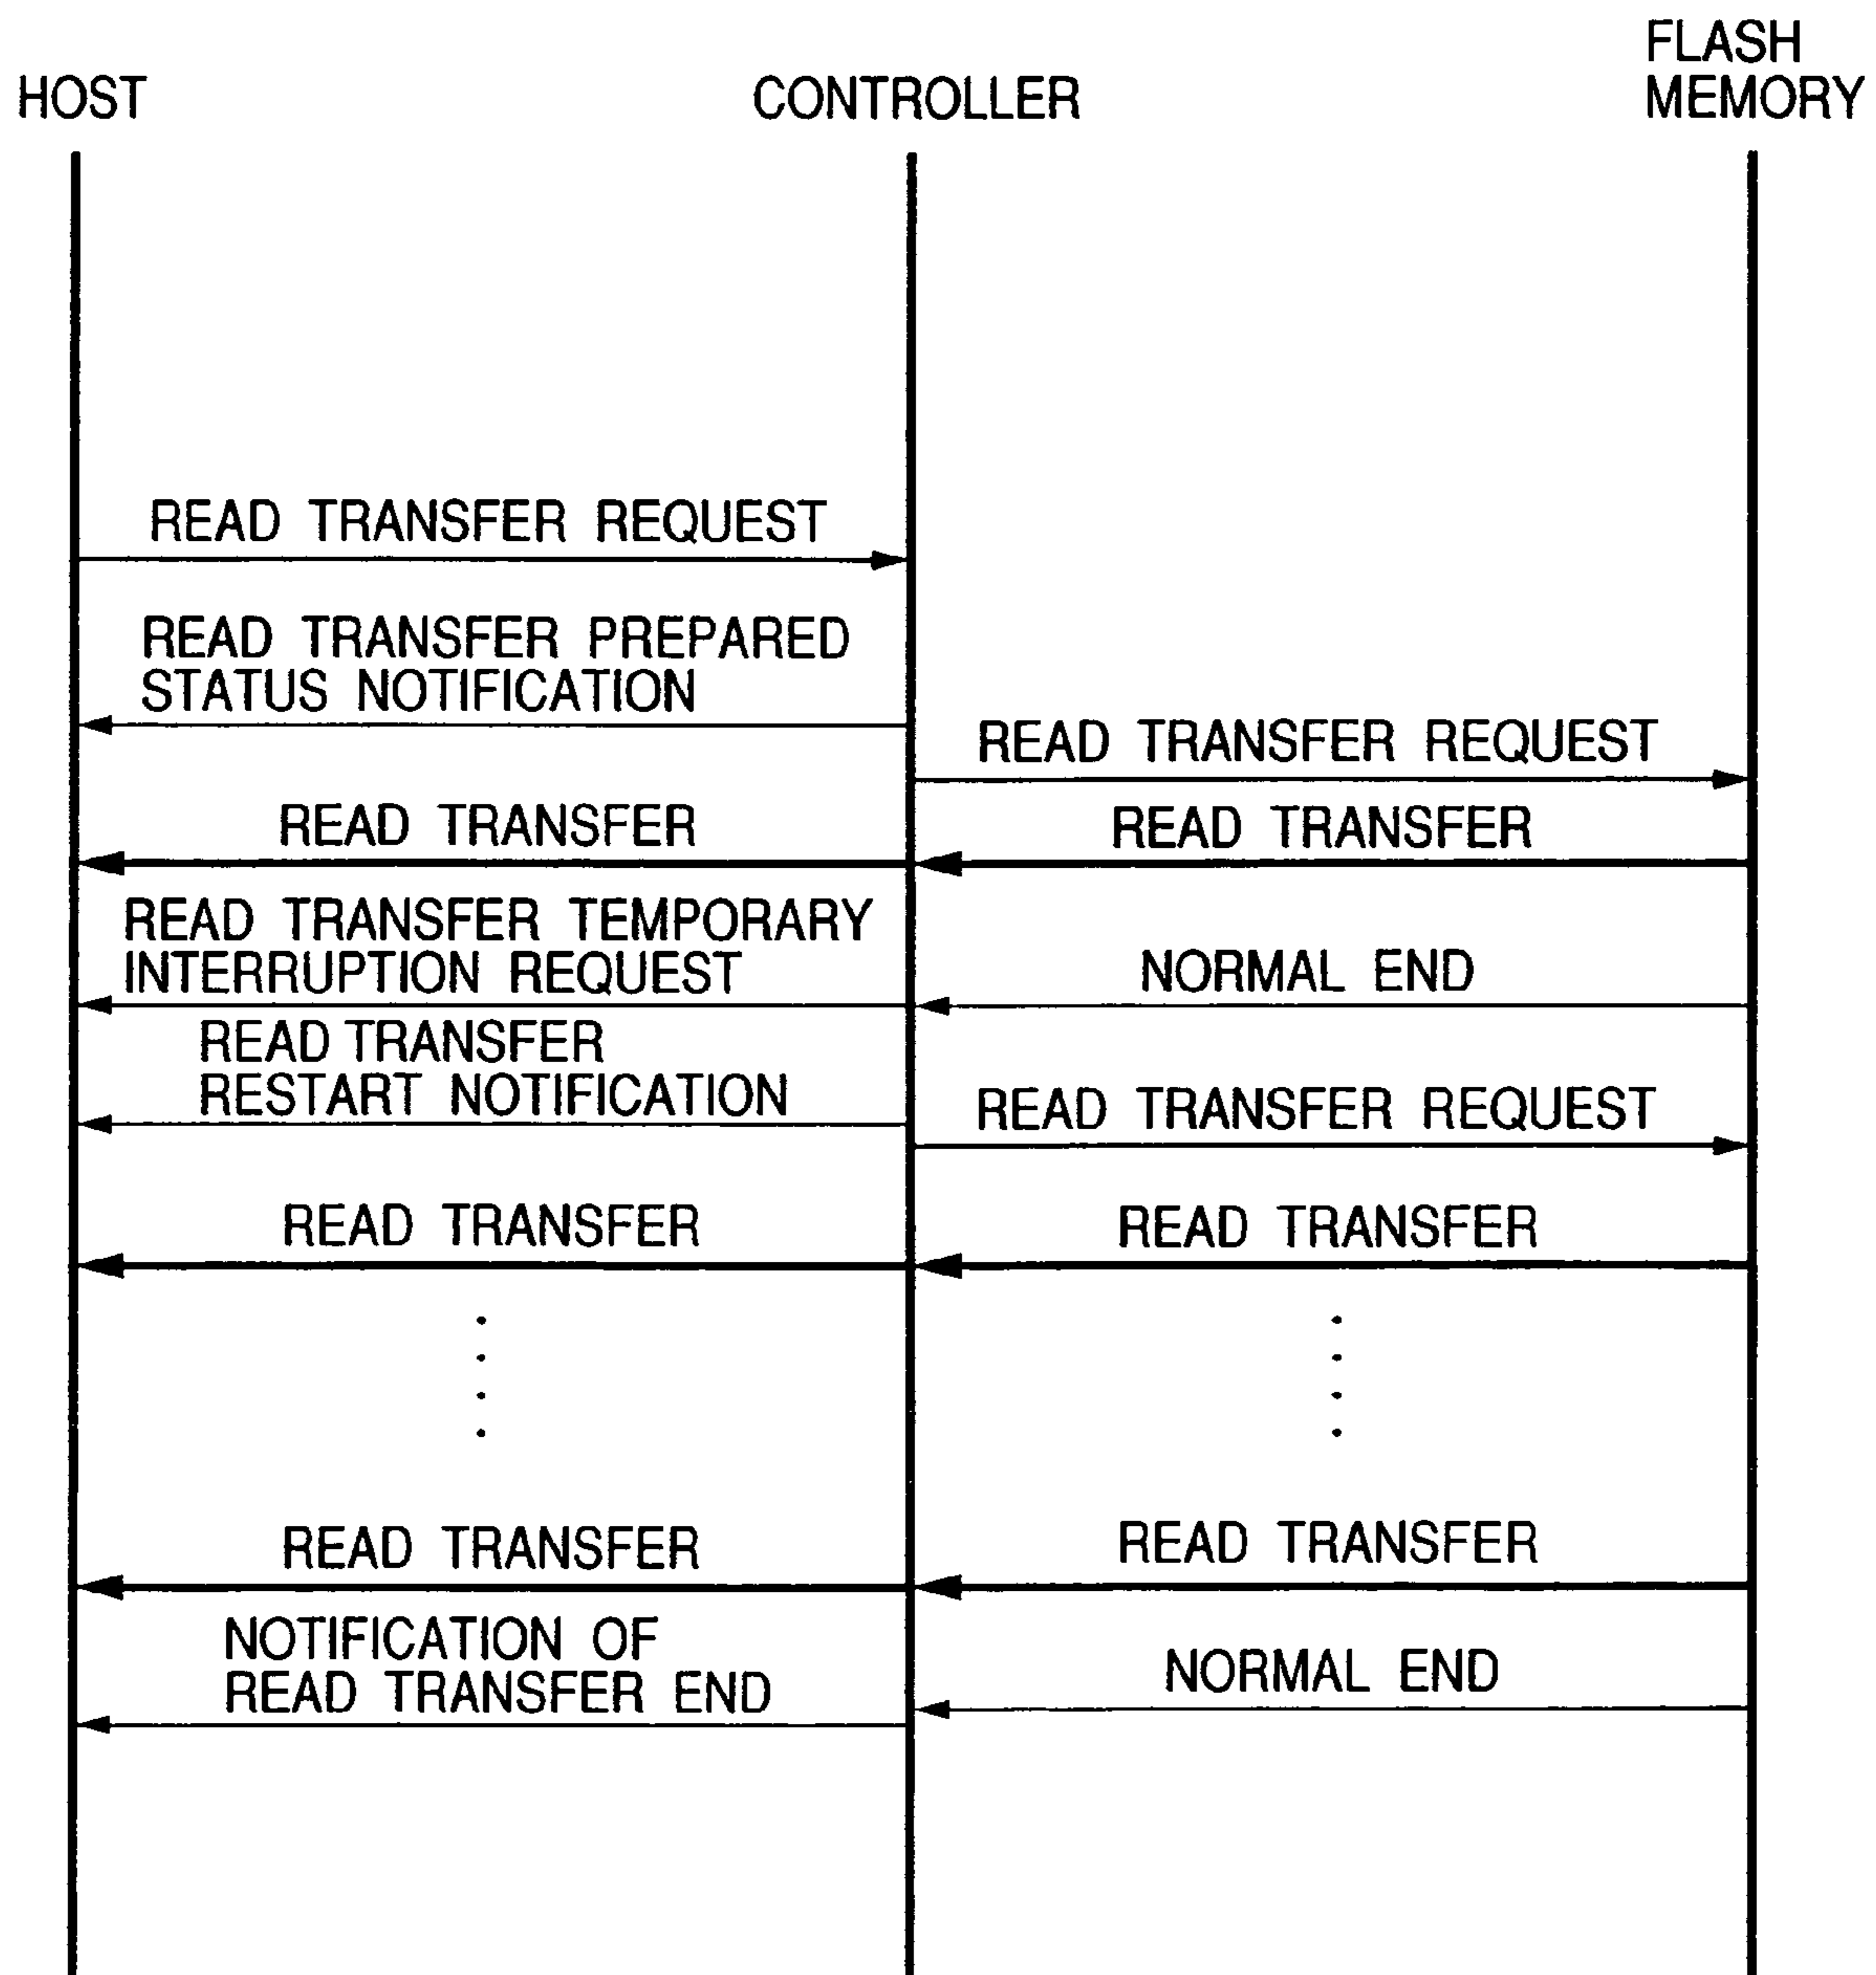 HOST
CONTROLLER
FLASH
MEMORY
READ TRANSFER REQUEST
READ TRANSFER PREPARED
STATUS NOTIFICATION
READ TRANSFER REQUEST
READ TRANSFER
READ TRANSFER
READ TRANSFER TEMPORARY
INTERRUPTION REQUEST
NORMAL END
READ TRANSFER
RESTART NOTIFICATION
READ TRANSFER REQUEST
READ TRANSFER
READ TRANSFER
READ TRANSFER
READ TRANSFER
NOTIFICATION OF
READ TRANSFER END
NORMAL END